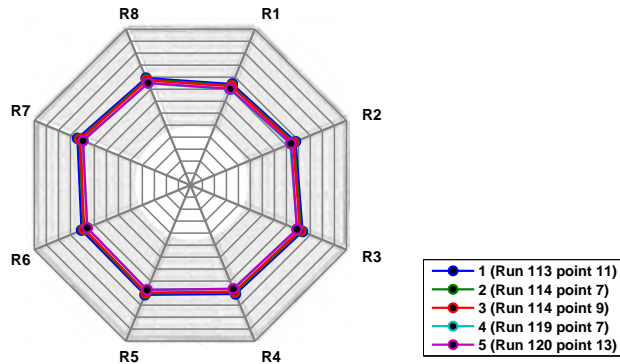 R8
R1
R7
R2
R6
R3
R5
R4
1 (Run 113 point 11)
2 (Run 114 point 7)
3 (Run 114 point 9)
4 (Run 119 point 7)
5 (Run 120 point 13)